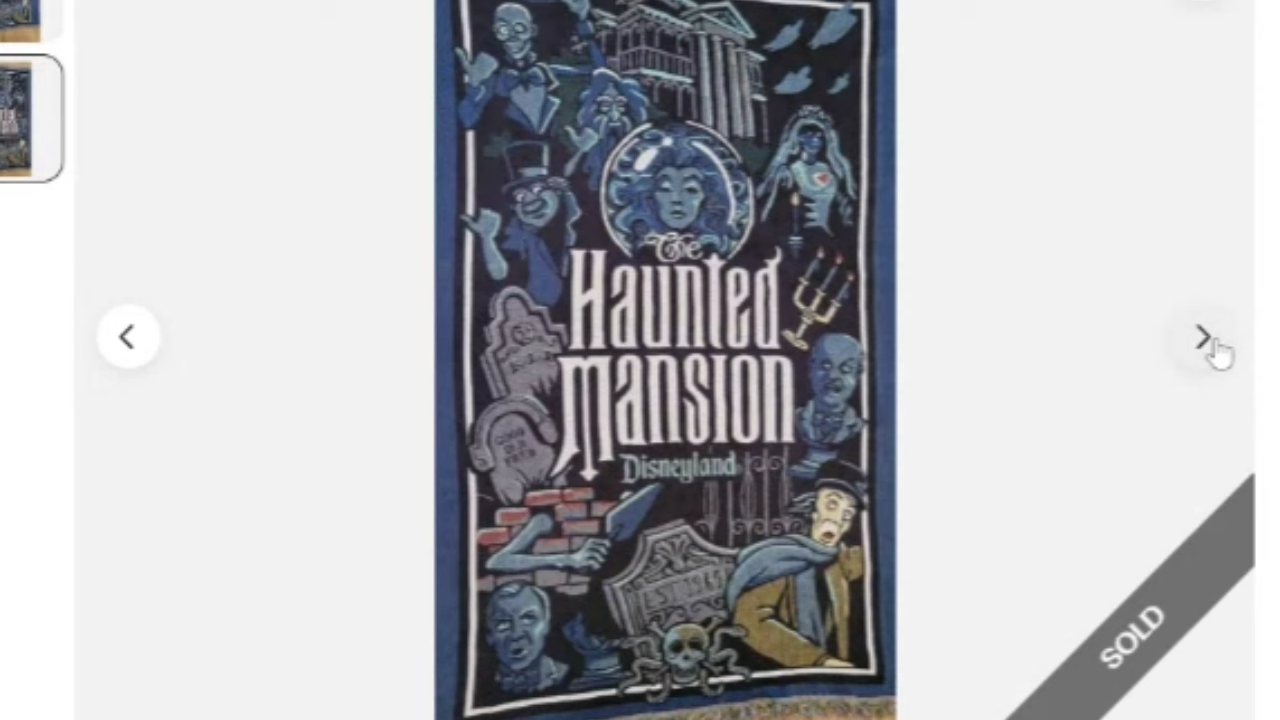 The
Haunted
Mansion
Disneyland
EST 1969
SOLD